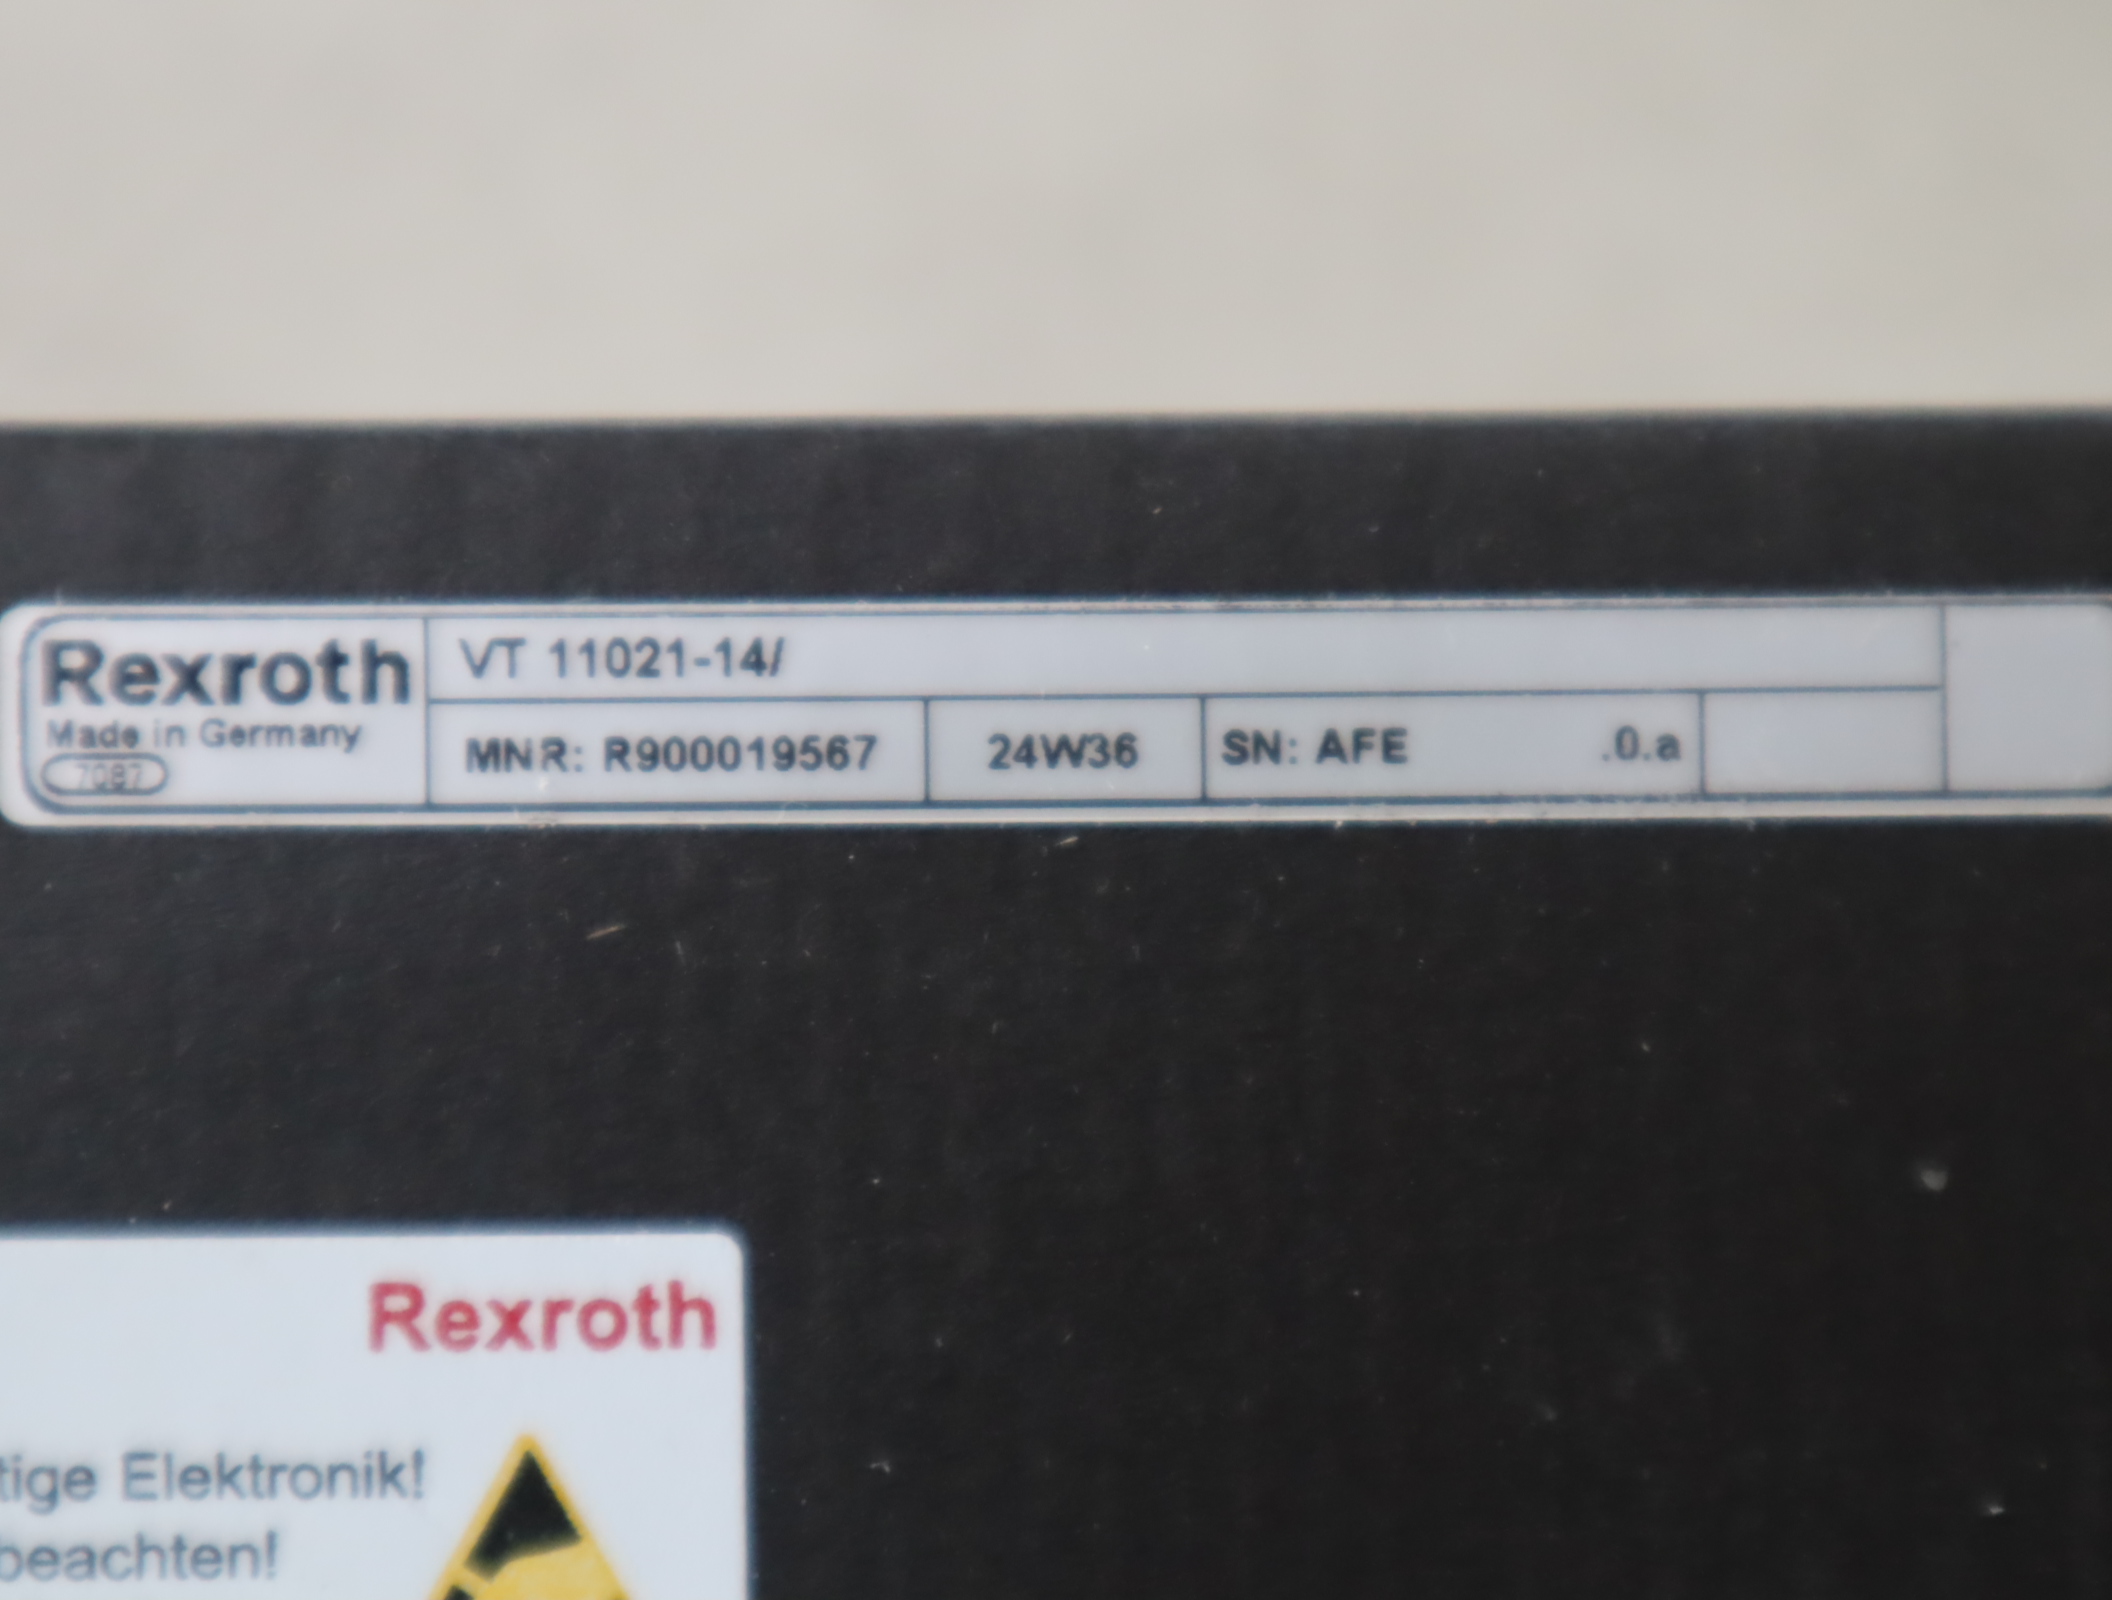 Rexroth
Made in Germany
7087
VT 11021-14/
MNR: R900019567
24W36
SN: AFE .0.a
Rexroth
tige Elektronik!
beachten!